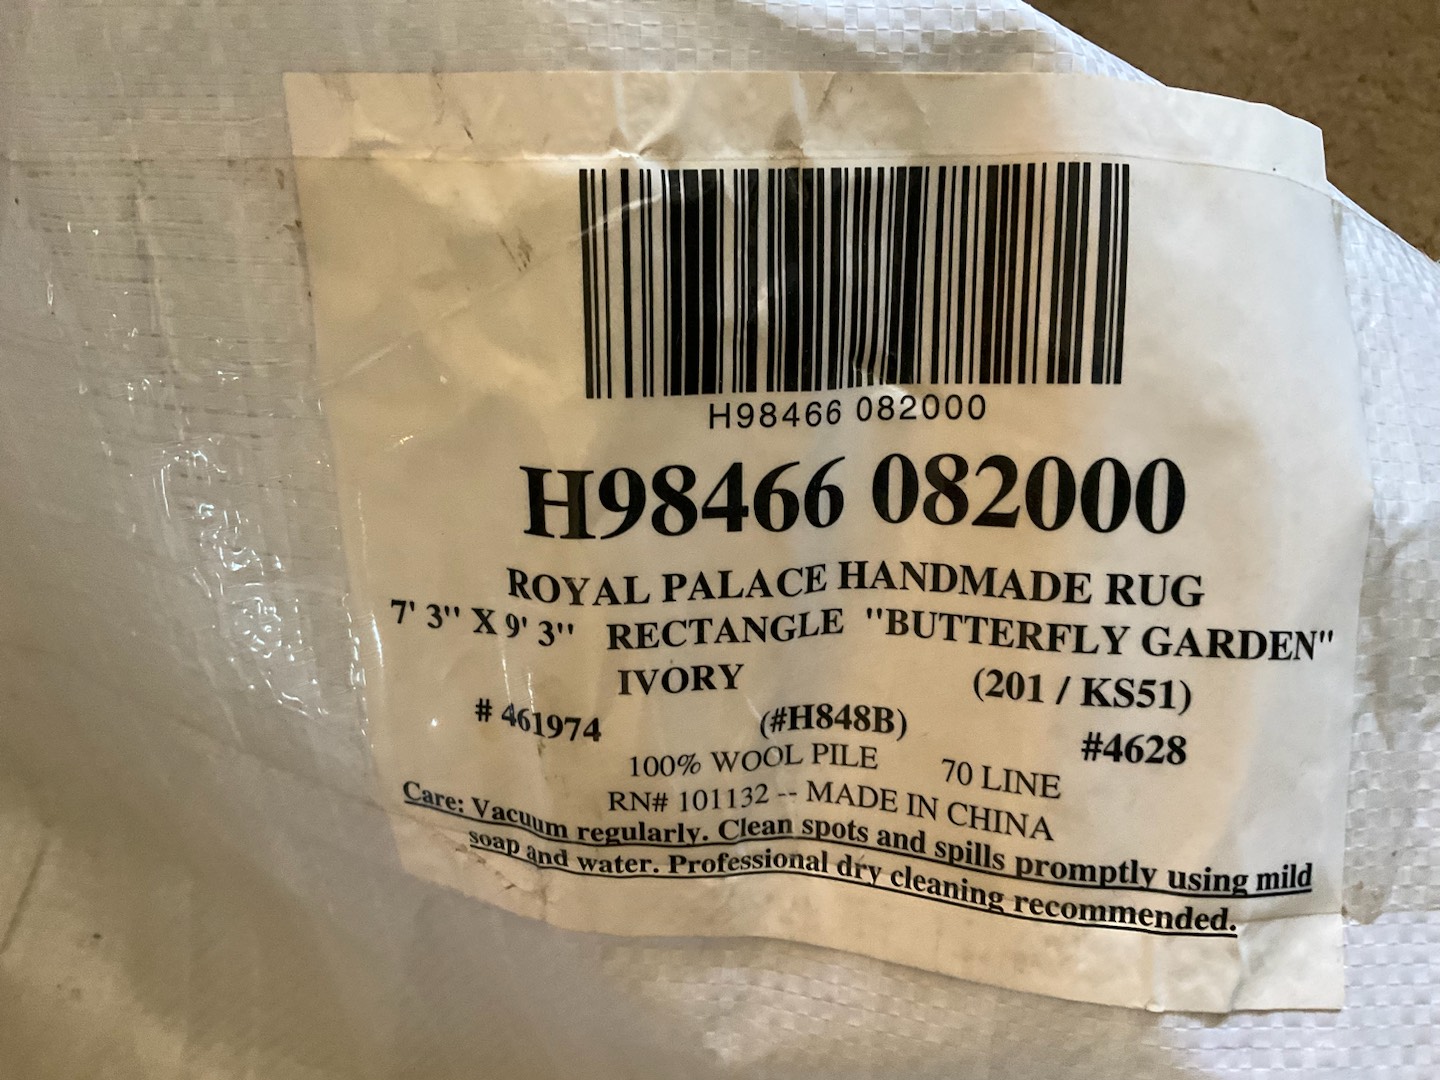 H98466 082000
H98466 082000
ROYAL PALACE HANDMADE RUG
7' 3" X 9' 3" RECTANGLE "BUTTERFLY GARDEN"
IVORY (201 / KS51)
# 461974 (#H848B) #4628
100% WOOL PILE 70 LINE
RN# 101132 -- MADE IN CHINA
Care: Vacuum regularly. Clean spots and spills promptly using mild
soap and water. Professional dry cleaning recommended.